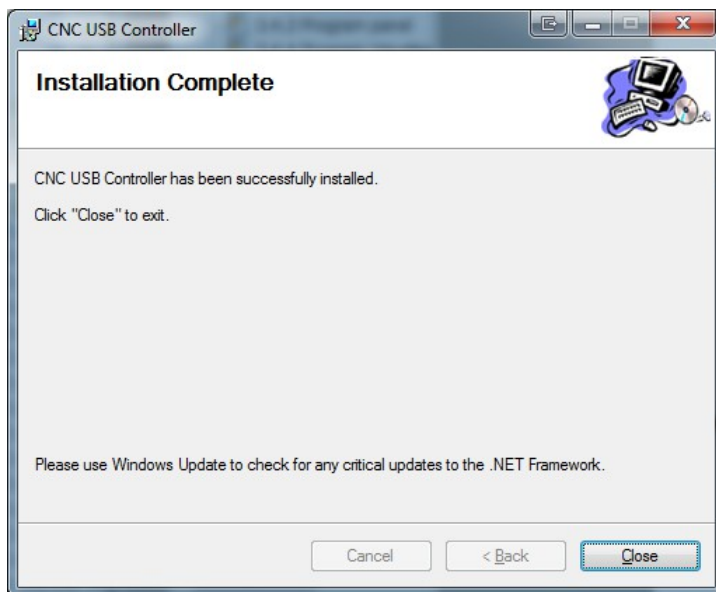 CNC USB Controller
Installation Complete
CNC USB Controller has been successfully installed.
Click "Close" to exit.
Please use Windows Update to check for any critical updates to the .NET Framework.
Cancel
< Back
Close